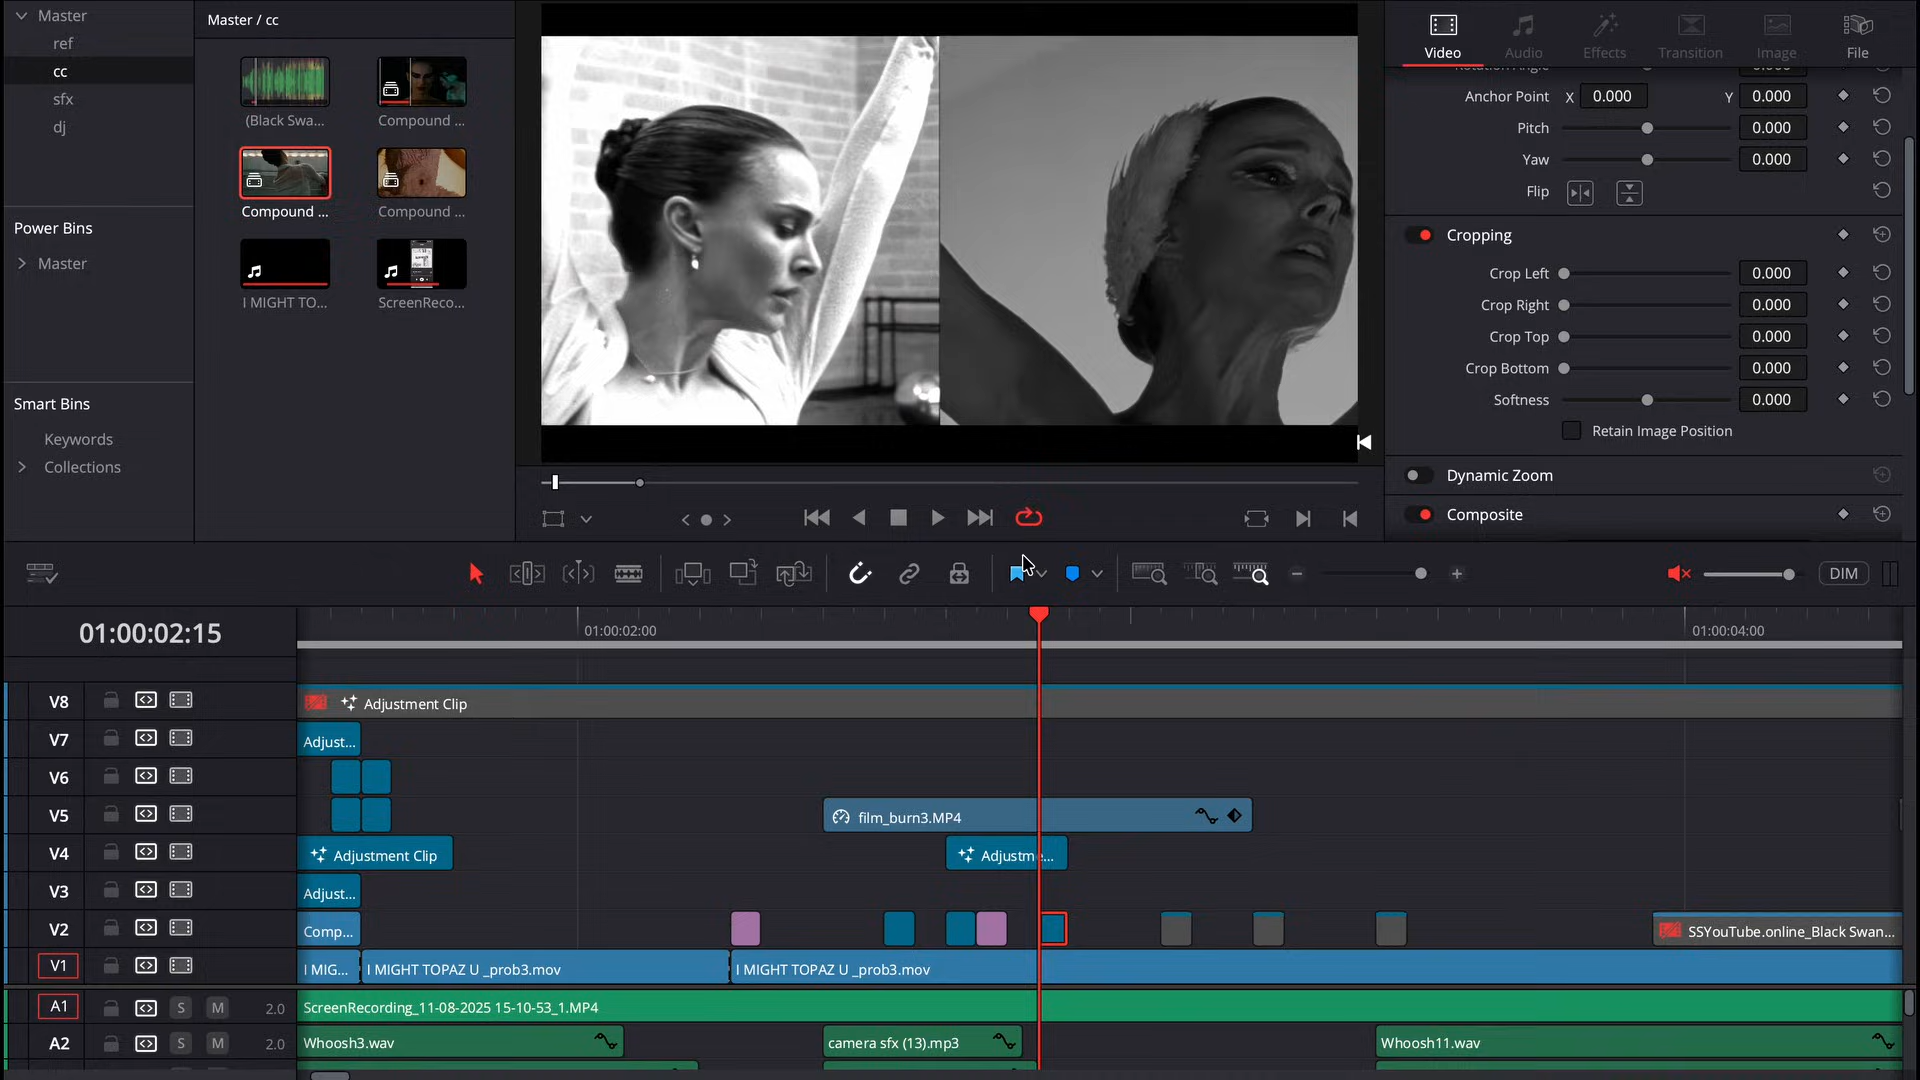 Master
ref
cc
sfx
dj
Power Bins
Master
Smart Bins
Keywords
Collections
Master / cc
(Black Swa...
Compound ...
Compound ...
Compound ...
I MIGHT TO...
ScreenReco...
Video
Audio
Effects
Transition
Image
File
Anchor Point X 0.000 Y 0.000
Pitch 0.000
Yaw 0.000
Flip
Cropping
Crop Left 0.000
Crop Right 0.000
Crop Top 0.000
Crop Bottom 0.000
Softness 0.000
Retain Image Position
Dynamic Zoom
Composite
DIM
01:00:02:15
01:00:02:00
01:00:04:00
V8
Adjustment Clip
V7
Adjust...
V6
V5
film_burn3.MP4
V4
Adjustment Clip
Adjustme...
V3
Adjust...
V2
Comp...
SSYouTube.online_Black Swan...
V1
I MIG...
I MIGHT TOPAZ U _prob3.mov
I MIGHT TOPAZ U _prob3.mov
A1 S M 2.0
ScreenRecording_11-08-2025 15-10-53_1.MP4
A2 S M 2.0
Whoosh3.wav
camera sfx (13).mp3
Whoosh11.wav